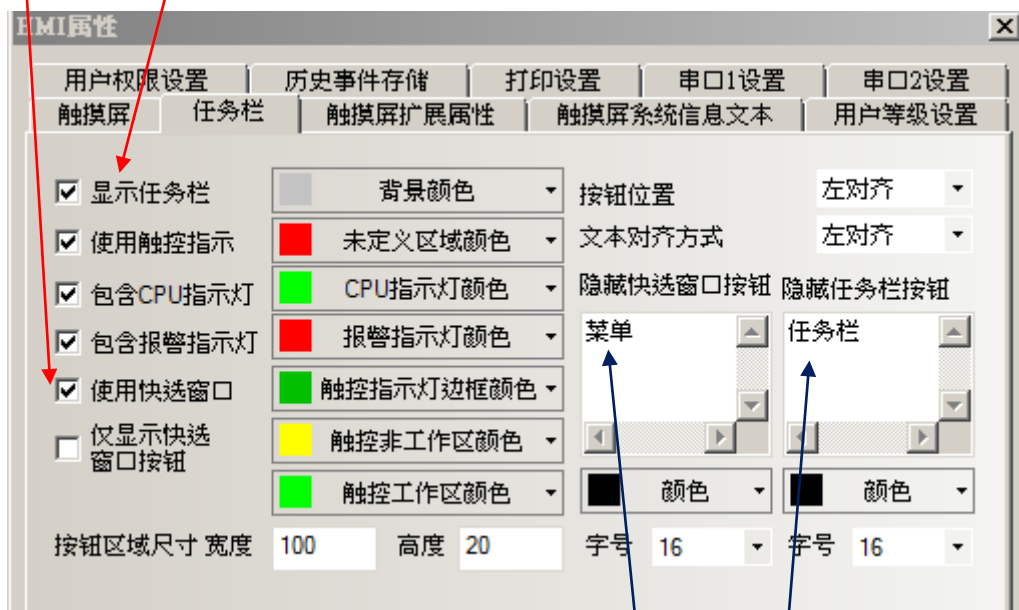 HMI属性
用户权限设置 历史事件存储 打印设置 串口1设置 串口2设置
触摸屏 任务栏 触摸屏扩展属性 触摸屏系统信息文本 用户等级设置
显示任务栏 背景颜色 按钮位置 左对齐
使用触控指示 未定义区域颜色 文本对齐方式 左对齐
包含CPU指示灯 CPU指示灯颜色 隐藏快选窗口按钮 隐藏任务栏按钮
包含报警指示灯 报警指示灯颜色 菜单 任务栏
使用快选窗口 触控指示灯边框颜色
仅显示快选
窗口按钮 触控非工作区颜色
触控工作区颜色 颜色 颜色
按钮区域尺寸 宽度 100 高度 20 字号 16 字号 16